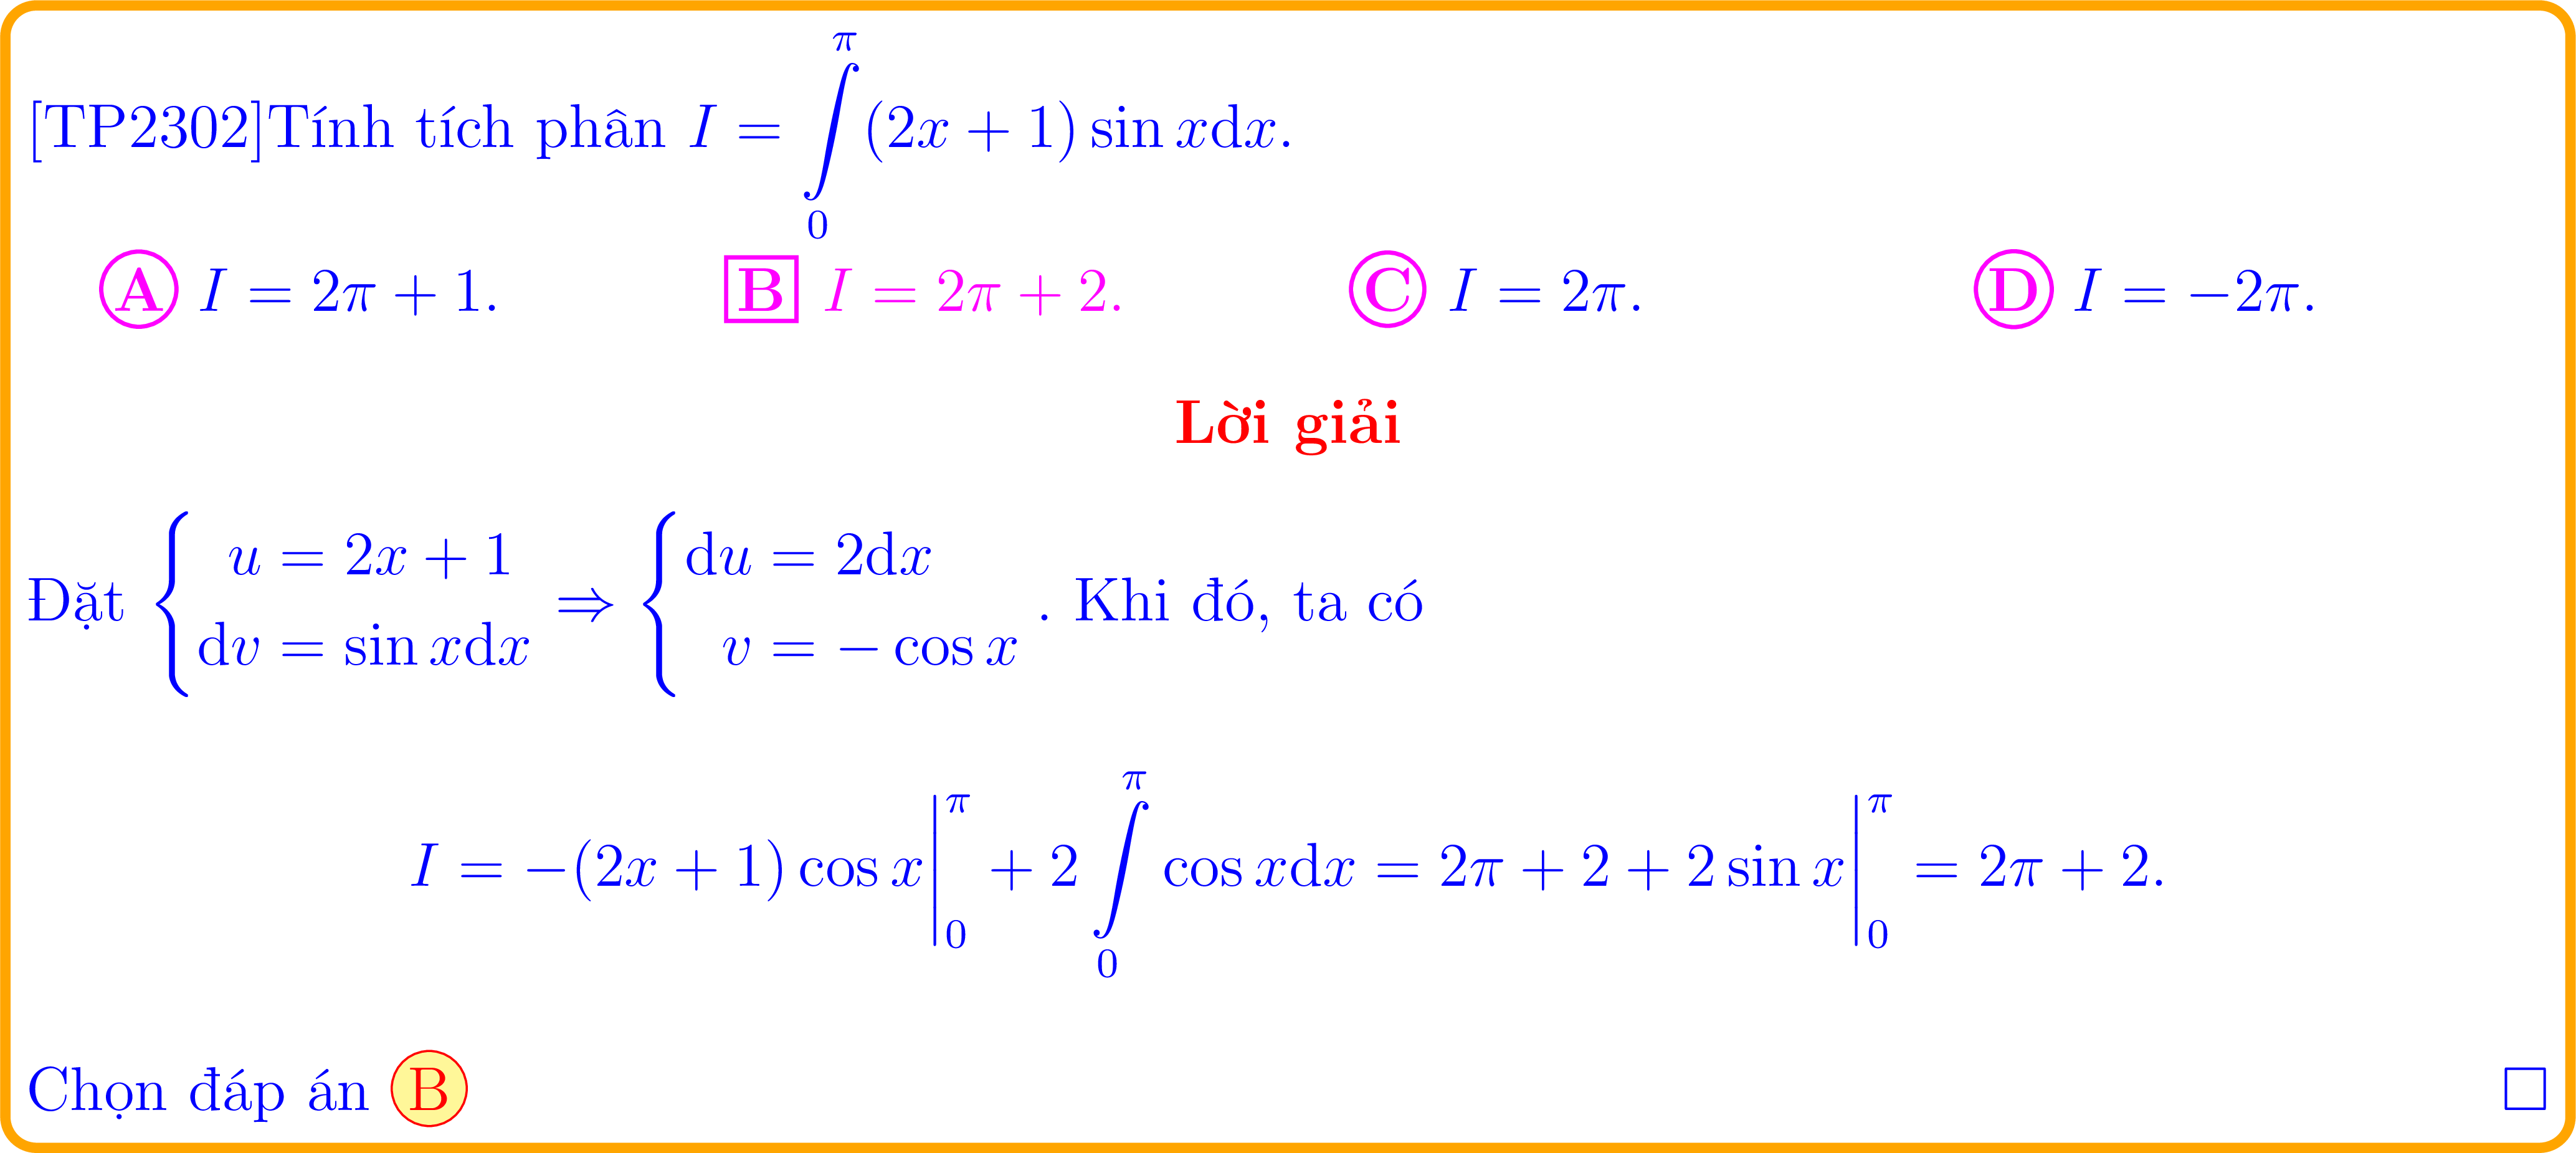 [TP2302]Tính tích phân $I = \int\limits_0^\pi (2x+1)\sin x \mathrm{d}x.$
Ⓐ $I = 2\pi + 1.$ 🄱 $I = 2\pi + 2.$ Ⓒ $I = 2\pi.$ Ⓓ $I = -2\pi.$
Lời giải
Đặt $\begin{cases} u = 2x+1 \\ \mathrm{d}v = \sin x \mathrm{d}x \end{cases} \Rightarrow \begin{cases} \mathrm{d}u = 2\mathrm{d}x \\ v = -\cos x \end{cases}$. Khi đó, ta có
$I = -(2x+1)\cos x \Big|_0^\pi + 2\int\limits_0^\pi \cos x \mathrm{d}x = 2\pi + 2 + 2\sin x \Big|_0^\pi = 2\pi + 2.$
Chọn đáp án Ⓑ □